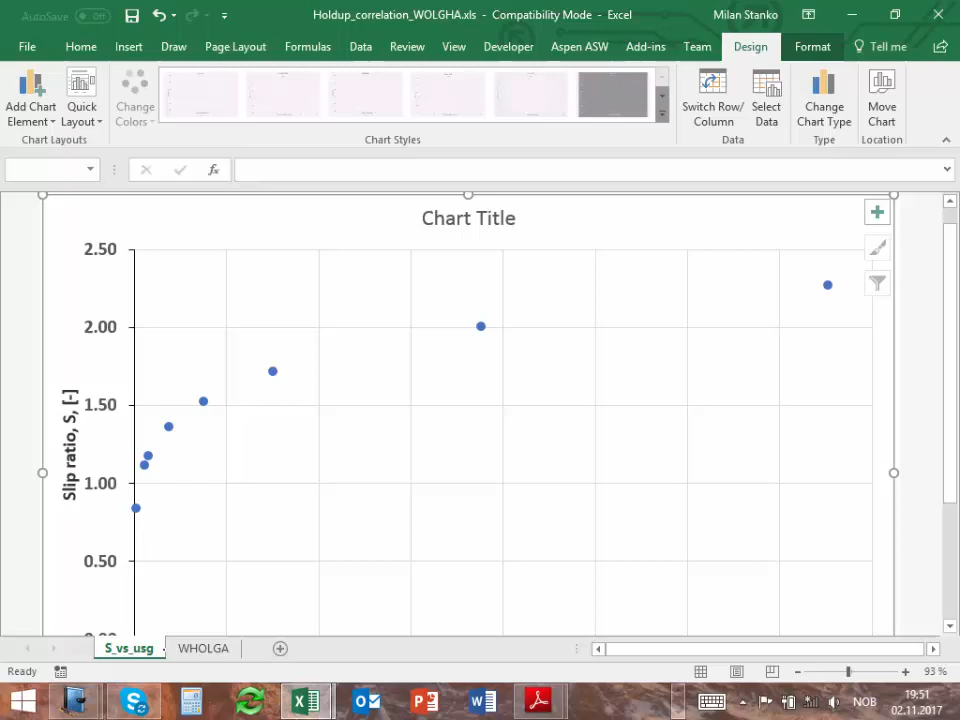 AutoSave Off Holdup_correlation_WOLGHA.xls - Compatibility Mode - Excel Milan Stanko
File Home Insert Draw Page Layout Formulas Data Review View Developer Aspen ASW Add-ins Team Design Format Tell me
Add Chart Element Quick Layout Change Colors Switch Row/ Column Select Data Change Chart Type Move Chart
Chart Layouts Chart Styles Data Type Location
fx
Chart Title
2.50
2.00
1.50
1.00
0.50
0.00
Slip ratio, S, [-]
S_vs_usg WHOLGA
Ready 93 %
NOB 19:51
02.11.2017